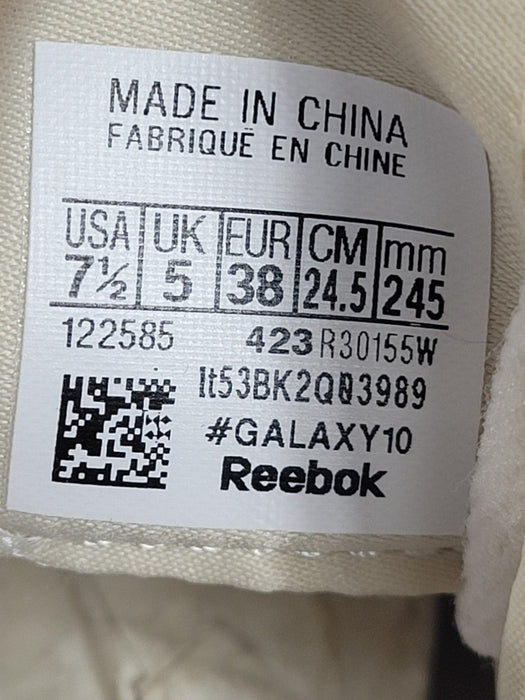 MADE IN CHINA
FABRIQUÉ EN CHINE
USA UK EUR CM mm
7½ 5 38 24.5 245
122585 423 R30155W
#GALAXY10
Reebok